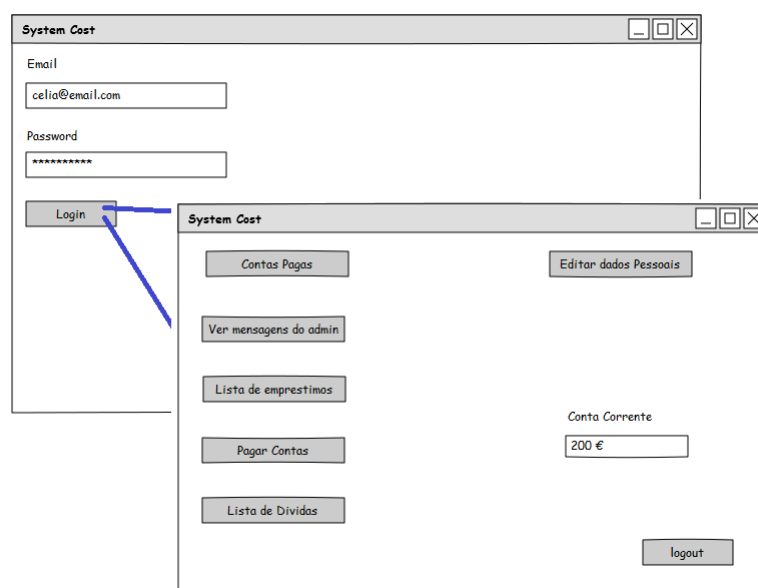 System Cost
Email
celia@email.com
Password
**********
Login
System Cost
Contas Pagas
Editar dados Pessoais
Ver mensagens do admin
Lista de emprestimos
Conta Corrente
200 €
Pagar Contas
Lista de Dividas
logout